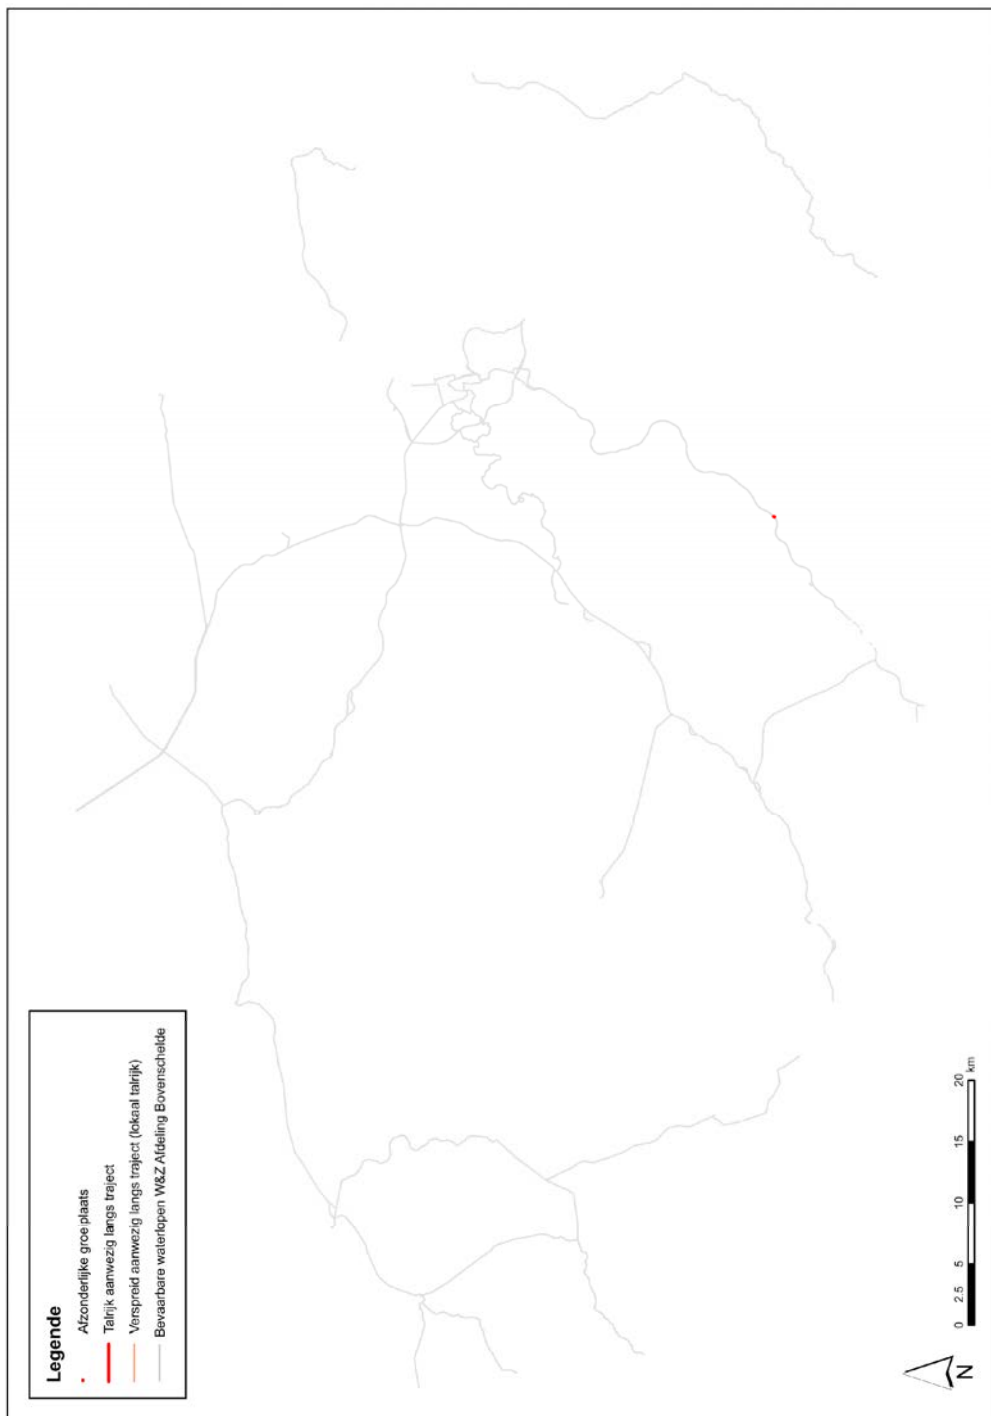 Legende
Afzonderlijke groeiplaats
Talrijk aanwezig langs traject
Verspreid aanwezig langs traject (lokaal talrijk)
Bevaarbare waterlopen W&Z Afdeling Bovenschelde
0 2.5 5 10 15 20
km
N